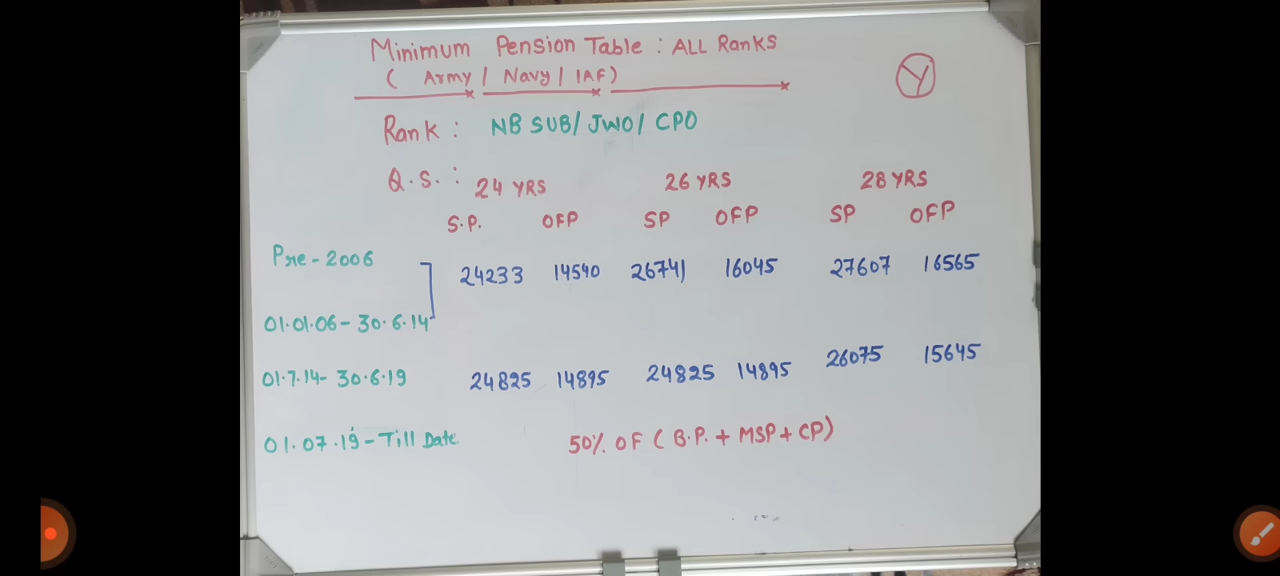 Minimum Pension Table : ALL Ranks
( Army / Navy / IAF )
Y
Rank : NB SUB / JWO / CPO
Q.S. : 24 YRS 26 YRS 28 YRS
S.P. OFP SP OFP SP OFP
Pre-2006 24233 14540 26741 16045 27607 16565
01.01.06 - 30.6.14
01.7.14 - 30.6.19 24825 14895 24825 14895 26075 15645
01.07.19 - Till Date 50% OF ( B.P. + MSP + CP)